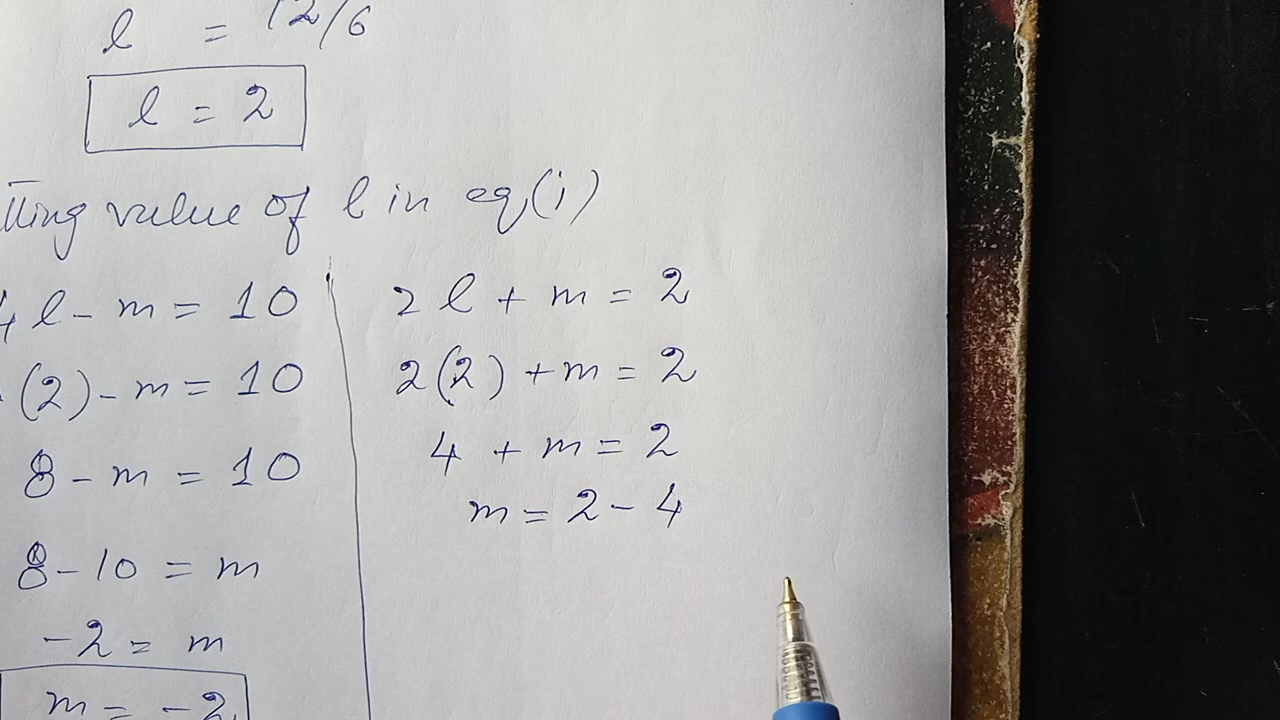 l = 12/6
l = 2
value of l in eq(i)
4l - m = 10
(2) - m = 10
8 - m = 10
8 - 10 = m
-2 = m
m = -2
2l + m = 2
2(2) + m = 2
4 + m = 2
m = 2 - 4